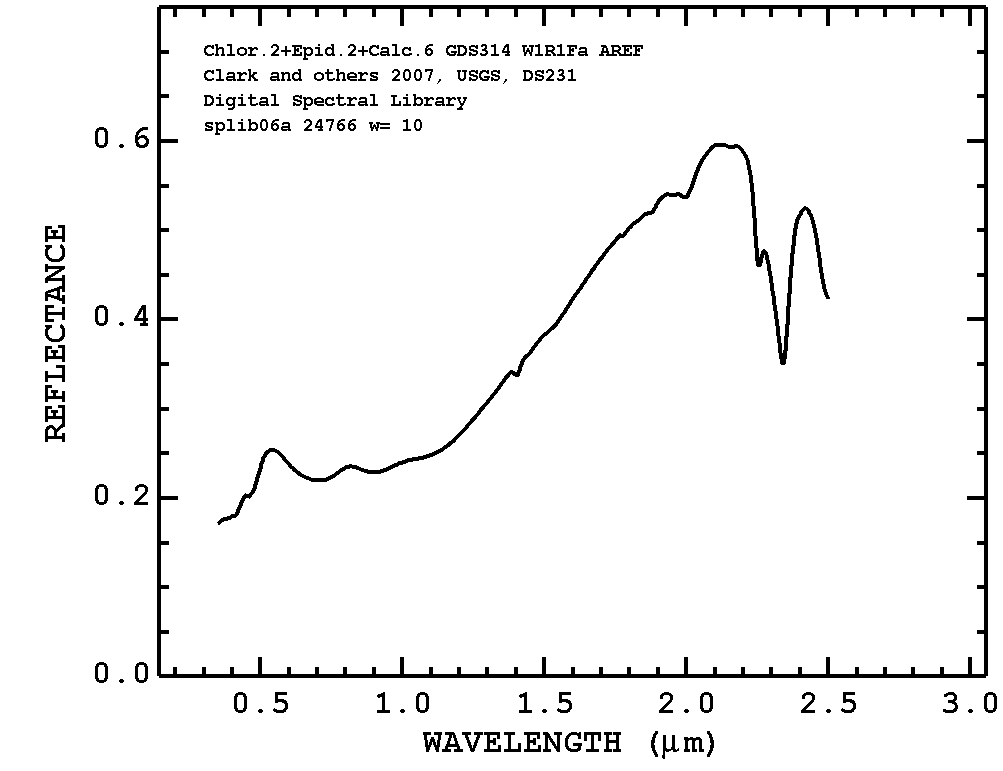 Chlor.2+Epid.2+Calc.6 GDS314 W1R1Fa AREF
Clark and others 2007, USGS, DS231
Digital Spectral Library
splib06a 24766 w= 10
0.6
0.4
0.2
0.0
REFLECTANCE
0.5 1.0 1.5 2.0 2.5 3.0
WAVELENGTH (μm)